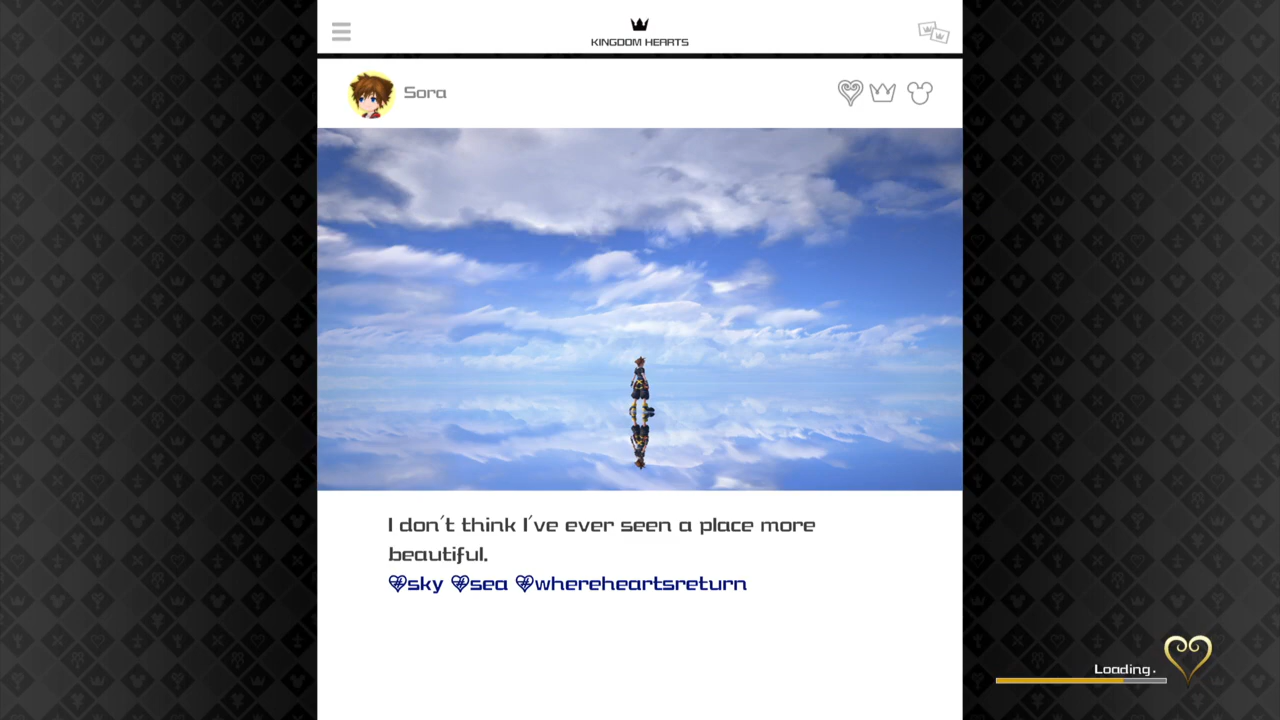 KINGDOM HEARTS
Sora
I don't think I've ever seen a place more
beautiful.
sky sea whereheartsreturn
Loading.